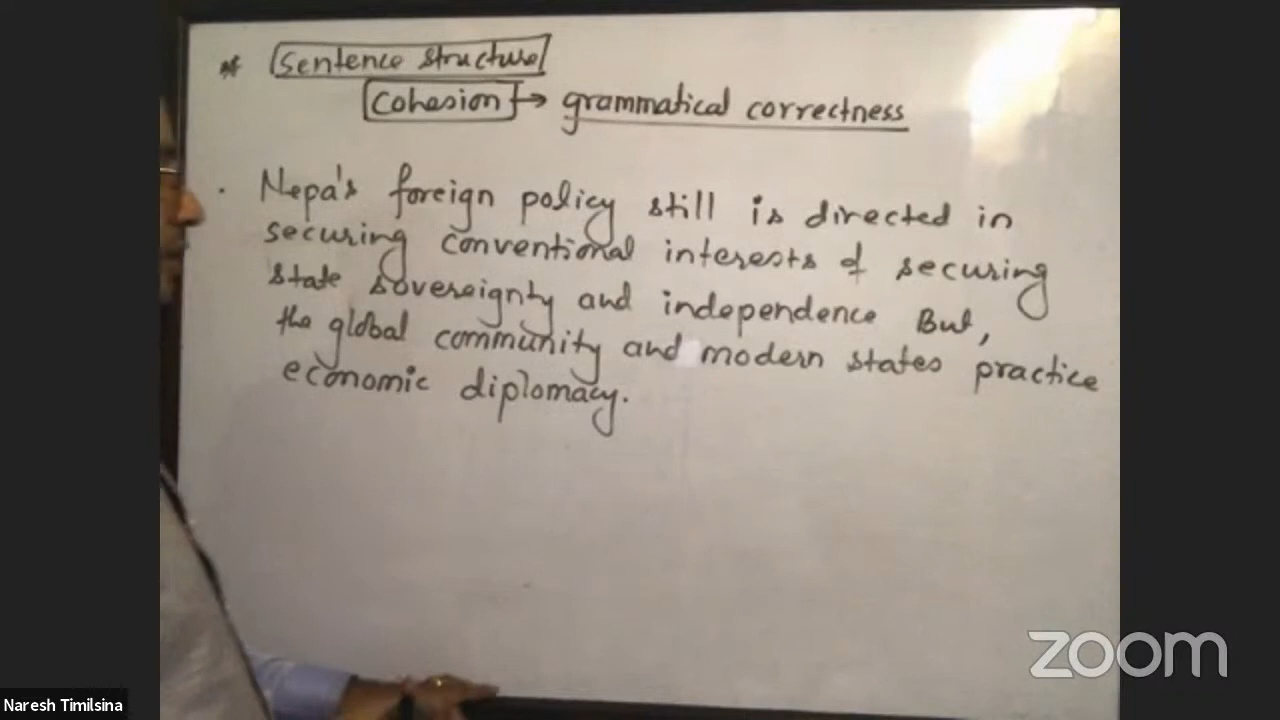 * Sentence structure
Cohesion → grammatical correctness
. Nepa's foreign policy still is directed in
securing conventional interests of securing
state sovereignty and independence But,
the global community and modern states practice
economic diplomacy.
zoom
Naresh Timilsina